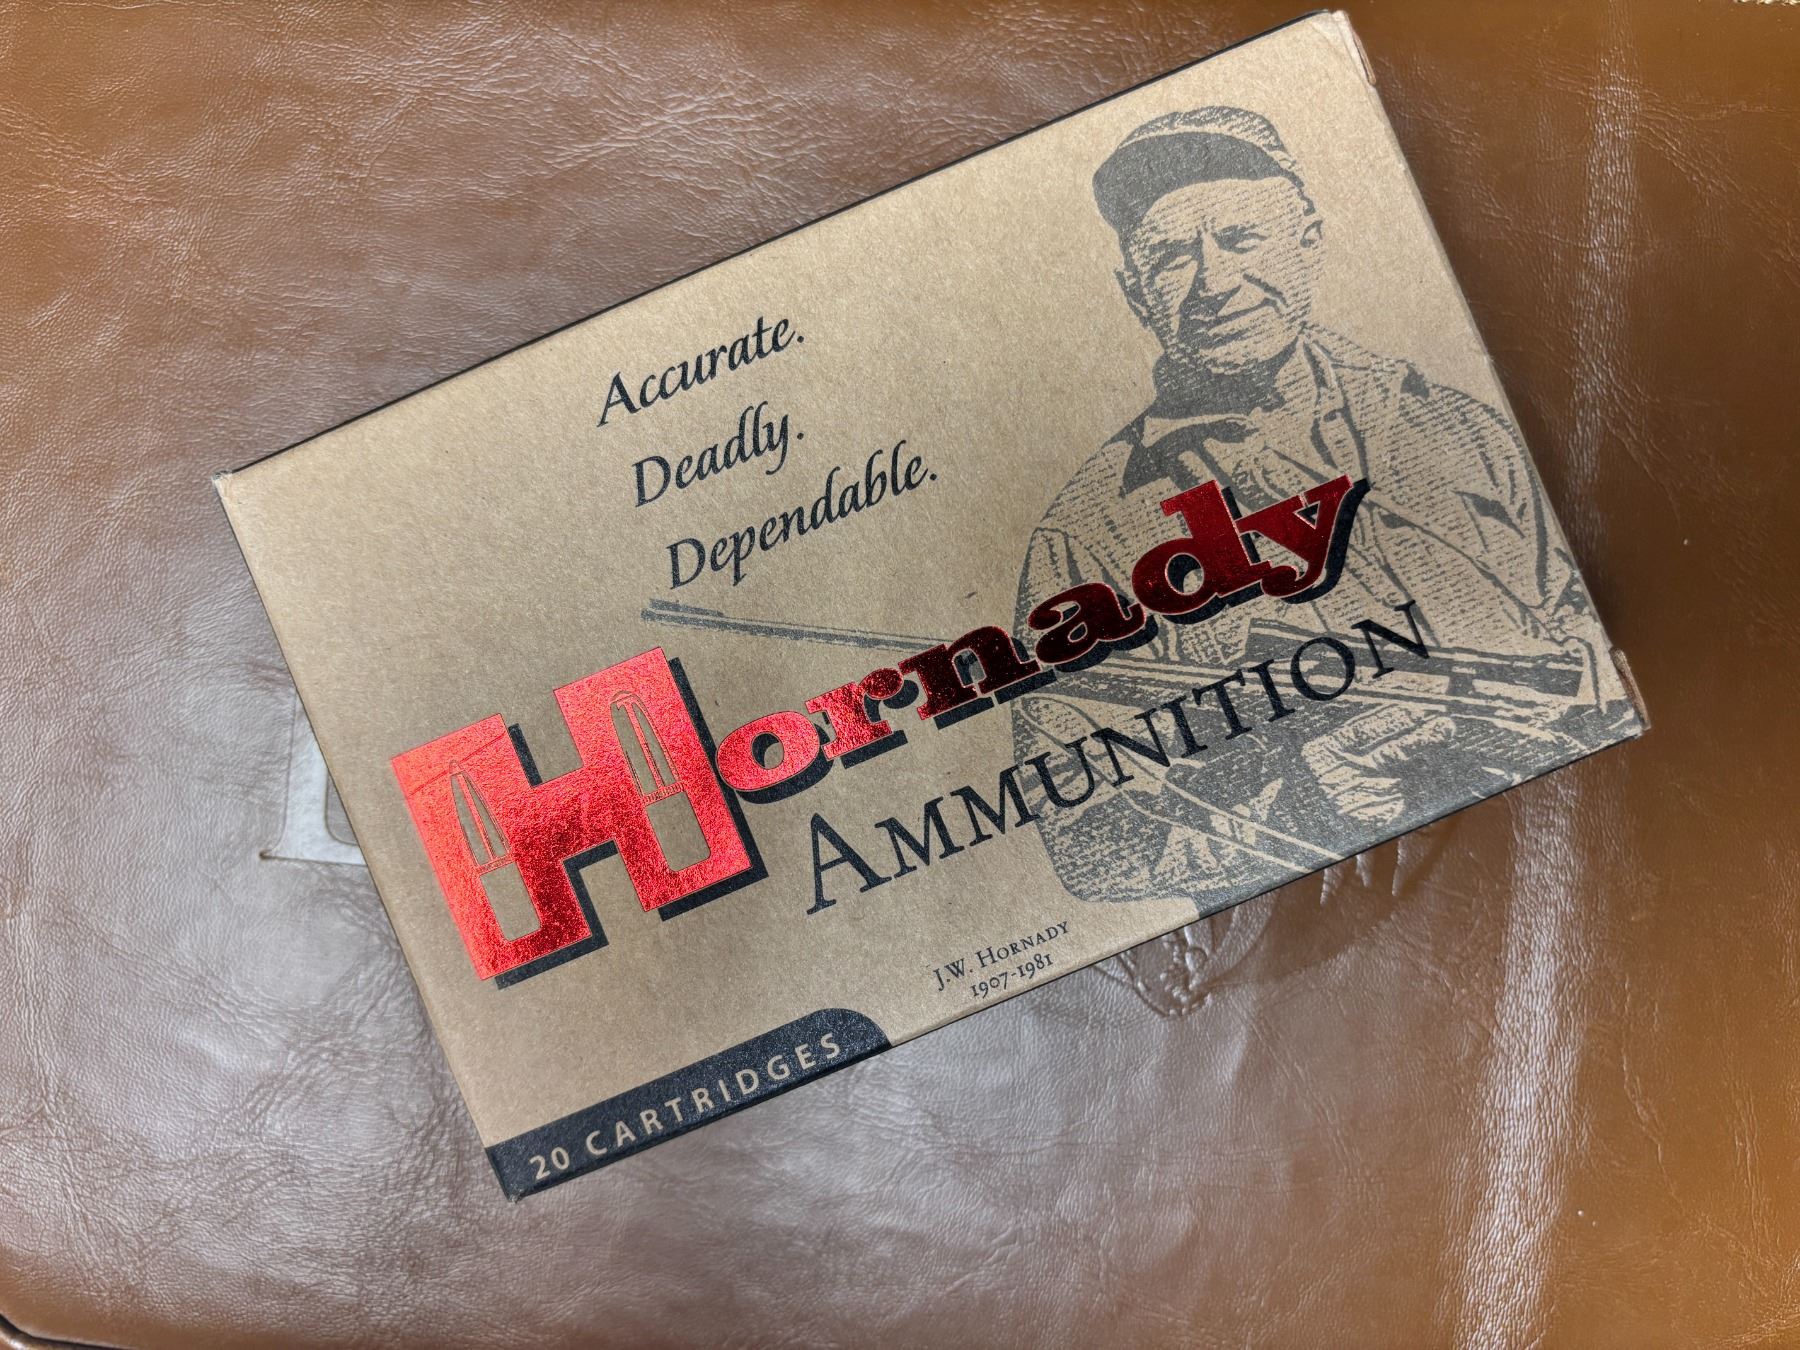 Accurate.
Deadly.
Dependable.
Hornady
AMMUNITION
J.W. HORNADY
1907-1981
20 CARTRIDGES